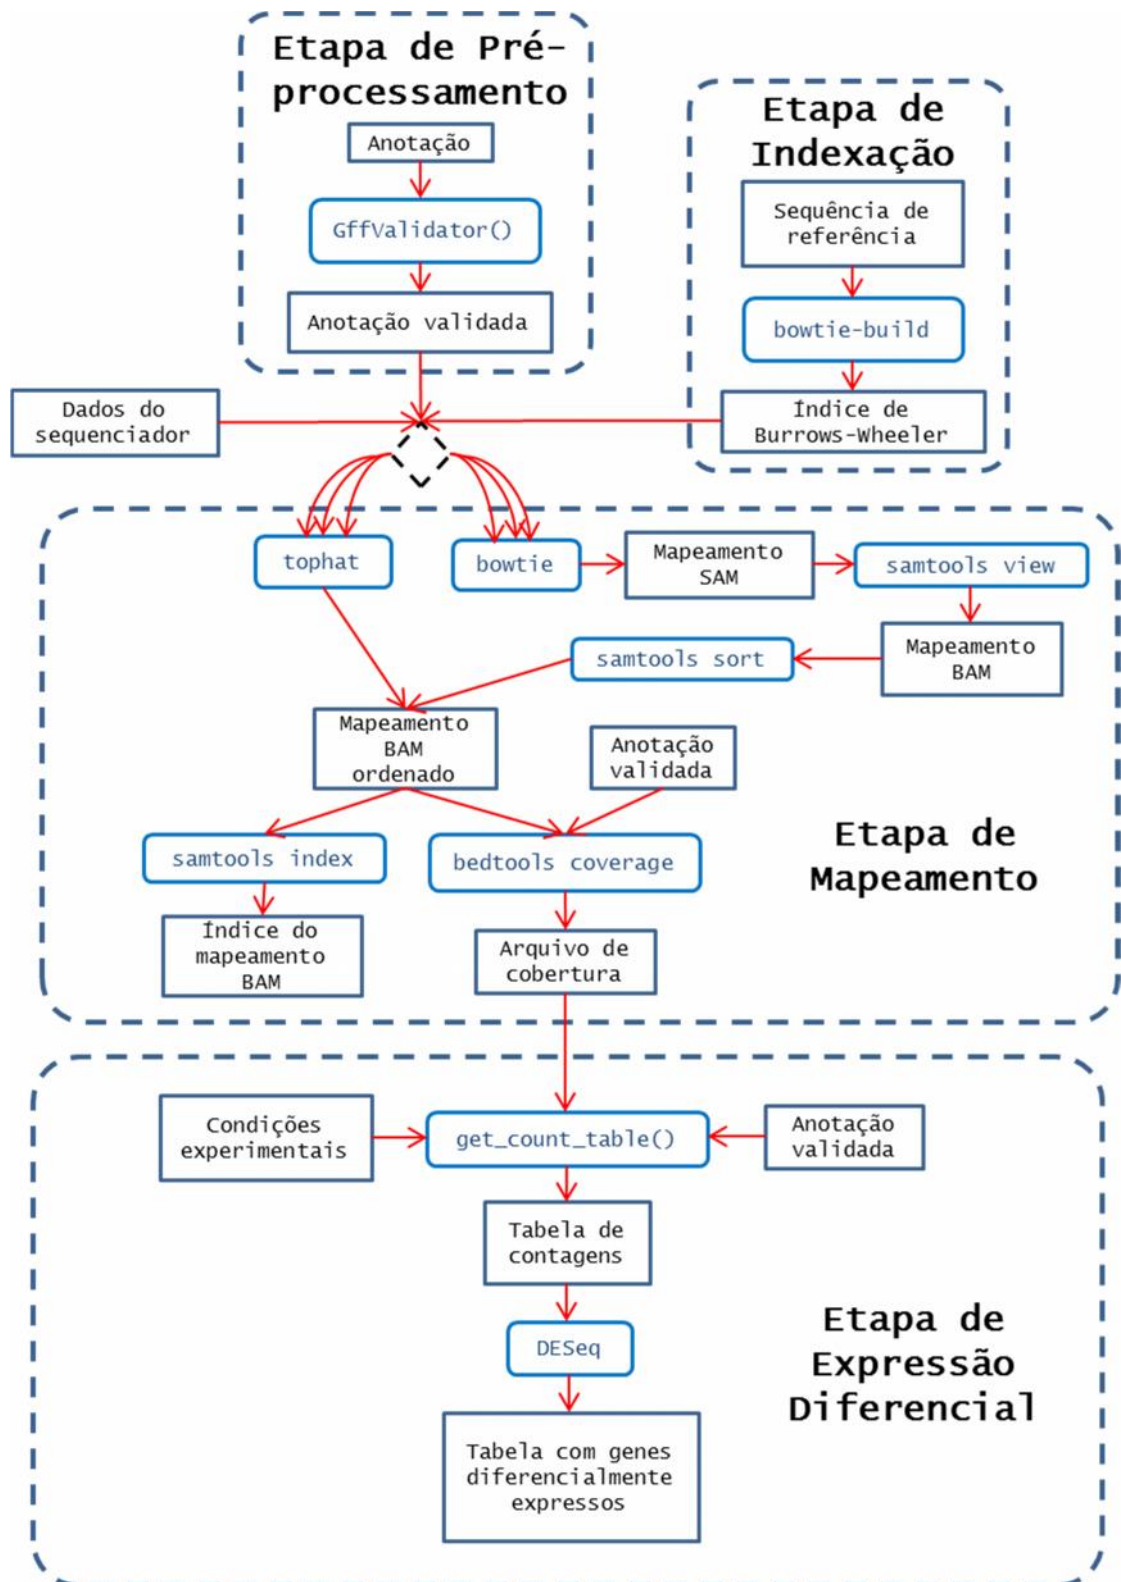 Etapa de Pré-
processamento
Anotação
GffValidator()
Anotação validada
Etapa de
Indexação
Sequência de
referência
bowtie-build
Índice de
Burrows-Wheeler
Dados do
sequenciador
tophat
bowtie
Mapeamento
SAM
samtools view
Mapeamento
BAM
samtools sort
Mapeamento
BAM
ordenado
Anotação
validada
samtools index
bedtools coverage
Etapa de
Mapeamento
Índice do
mapeamento
BAM
Arquivo de
cobertura
Condições
experimentais
get_count_table()
Anotação
validada
Tabela de
contagens
DESeq
Etapa de
Expressão
Diferencial
Tabela com genes
diferencialmente
expressos